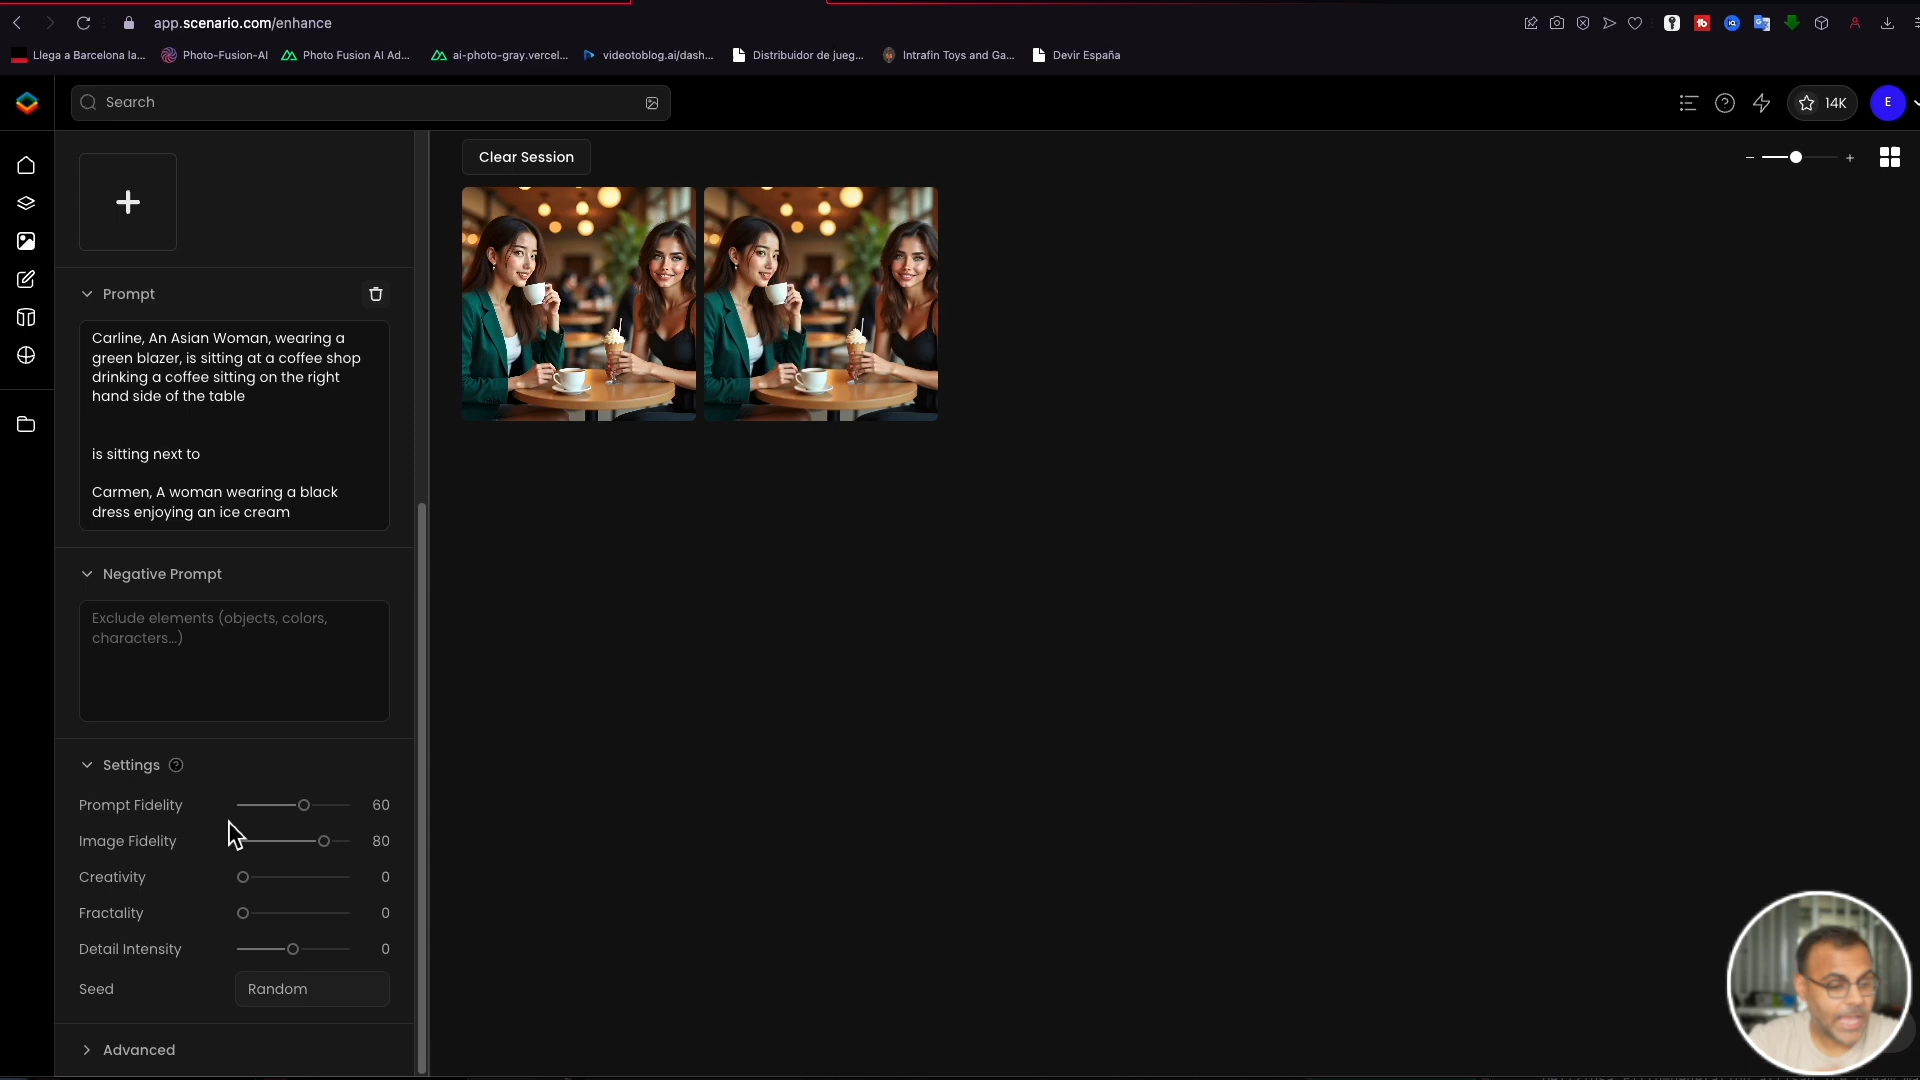 app.scenario.com/enhance
Llega a Barcelona la...
Photo-Fusion-AI
Photo Fusion AI Ad...
ai-photo-gray.vercel...
videotoblog.ai/dash...
Distribuidor de jueg...
Intrafin Toys and Ga...
Devir España
Search
14K
E
Clear Session
Prompt
Carline, An Asian Woman, wearing a
green blazer, is sitting at a coffee shop
drinking a coffee sitting on the right
hand side of the table
is sitting next to
Carmen, A woman wearing a black
dress enjoying an ice cream
Negative Prompt
Exclude elements (objects, colors,
characters...)
Settings
Prompt Fidelity 60
Image Fidelity 80
Creativity 0
Fractality 0
Detail Intensity 0
Seed Random
Advanced